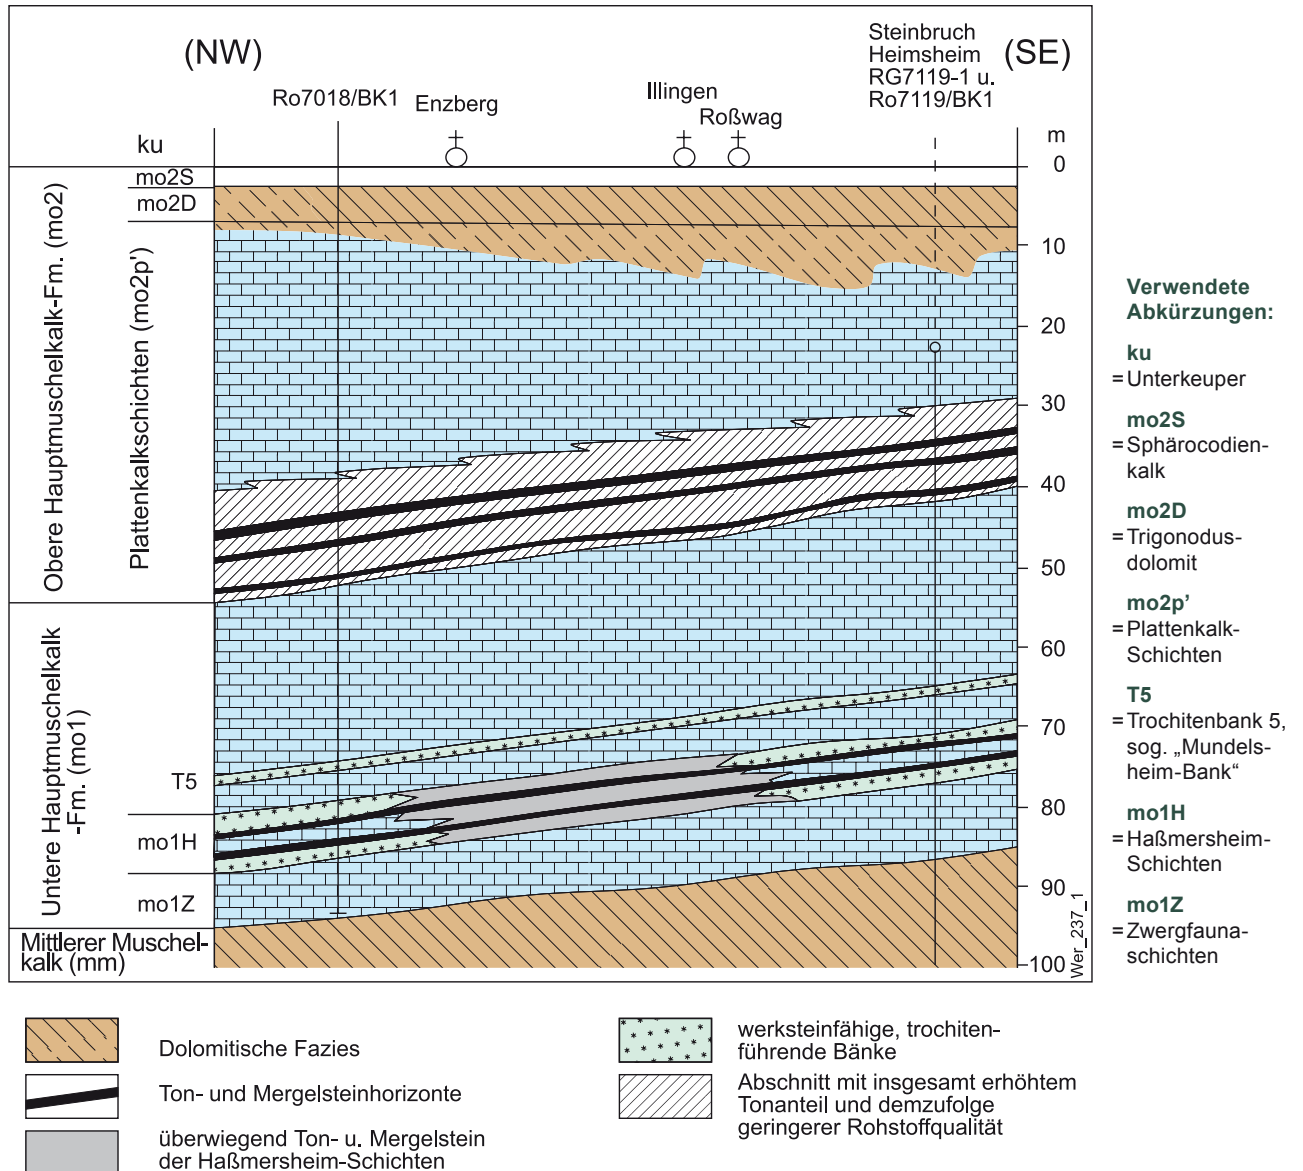 (NW)
(SE)
Steinbruch
Heimsheim
RG7119-1 u.
Ro7119/BK1
Ro7018/BK1
Enzberg
Illingen
Roßwag
ku
m
0
10
20
30
40
50
60
70
80
90
100
mo2S
mo2D
Obere Hauptmuschelkalk-Fm. (mo2)
Plattenkalkschichten (mo2p')
Untere Hauptmuschelkalk
-Fm. (mo1)
T5
mo1H
mo1Z
Mittlerer Muschel-
kalk (mm)
Wer_237_1
Verwendete
Abkürzungen:
ku
= Unterkeuper
mo2S
= Sphärocodien-
kalk
mo2D
= Trigonodus-
dolomit
mo2p'
= Plattenkalk-
Schichten
T5
= Trochitenbank 5,
sog. „Mundels-
heim-Bank“
mo1H
= Haßmersheim-
Schichten
mo1Z
= Zwergfauna-
schichten
Dolomitische Fazies
Ton- und Mergelsteinhorizonte
überwiegend Ton- u. Mergelstein
der Haßmersheim-Schichten
werksteinfähige, trochiten-
führende Bänke
Abschnitt mit insgesamt erhöhtem
Tonanteil und demzufolge
geringerer Rohstoffqualität